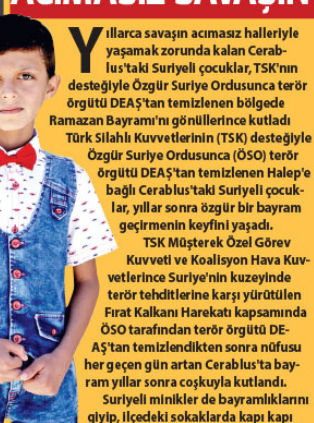 ACIMASIZ SAVAŞIN
Yıllarca savaşın acımasız halleriyle
yaşamak zorunda kalan Cerab-
lus'taki Suriyeli çocuklar, TSK'nın
desteğiyle Özgür Suriye Ordusunca terör
örgütü DEAŞ'tan temizlenen bölgede
Ramazan Bayramı'nı gönüllerince kutladı
Türk Silahlı Kuvvetlerinin (TSK) desteğiyle
Özgür Suriye Ordusunca (ÖSO) terör
örgütü DEAŞ'tan temizlenen Halep'e
bağlı Cerablus'taki Suriyeli çocuk-
lar, yıllar sonra özgür bir bayram
geçirmenin keyfini yaşadı.
TSK Müşterek Özel Görev
Kuvveti ve Koalisyon Hava Kuv-
vetlerince Suriye'nin kuzeyinde
terör tehditlerine karşı yürütülen
Fırat Kalkanı Harekatı kapsamında
ÖSO tarafından terör örgütü DE-
AŞ'tan temizlendikten sonra nüfusu
her geçen gün artan Cerablus'ta bay-
ram yıllar sonra coşkuyla kutlandı.
Suriyeli minikler de bayramlıklarını
giyip, ilçedeki sokaklarda kapı kapı